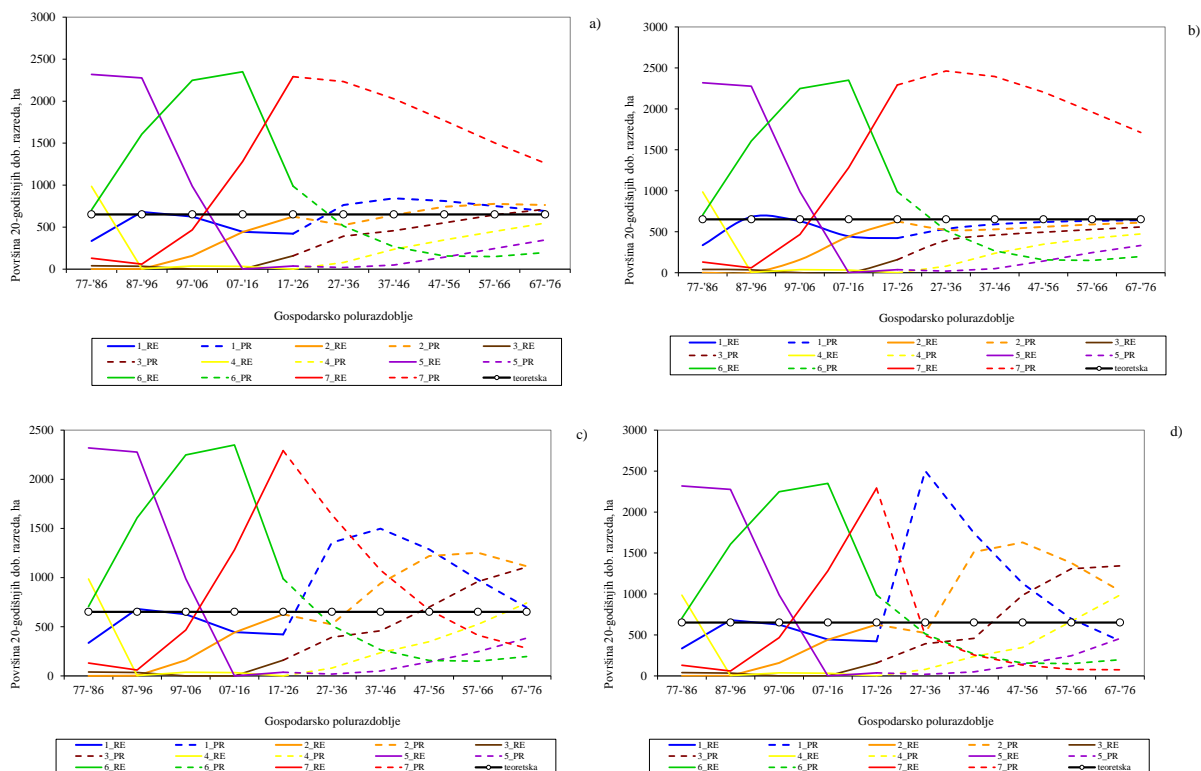 a)
Površina 20-godišnjih dob. razreda, ha
3000
2500
2000
1500
1000
500
0
77-'86 87-'96 97-'06 07-'16 17-'26 27-'36 37-'46 47-'56 57-'66 67-'76
Gospodarsko polurazdoblje
1_RE 1_PR 2_RE 2_PR 3_RE
3_PR 4_RE 4_PR 5_RE 5_PR
6_RE 6_PR 7_RE 7_PR teoretska
b)
Površina 20-godišnjih dob. razreda, ha
3000
2500
2000
1500
1000
500
0
77-'86 87-'96 97-'06 07-'16 17-'26 27-'36 37-'46 47-'56 57-'66 67-'76
Gospodarsko polurazdoblje
1_RE 1_PR 2_RE 2_PR 3_RE
3_PR 4_RE 4_PR 5_RE 5_PR
6_RE 6_PR 7_RE 7_PR teoretska
c)
Površina 20-godišnjih dob. razreda, ha
2500
2000
1500
1000
500
0
77-'86 87-'96 97-'06 07-'16 17-'26 27-'36 37-'46 47-'56 57-'66 67-'76
Gospodarsko polurazdoblje
1_RE 1_PR 2_RE 2_PR 3_RE
3_PR 4_RE 4_PR 5_RE 5_PR
6_RE 6_PR 7_RE 7_PR teoretska
d)
Površina 20-godišnjih dob. razreda, ha
3000
2500
2000
1500
1000
500
0
77-'86 87-'96 97-'06 07-'16 17-'26 27-'36 37-'46 47-'56 57-'66 67-'76
Gospodarsko polurazdoblje
1_RE 1_PR 2_RE 2_PR 3_RE
3_PR 4_RE 4_PR 5_RE 5_PR
6_RE 6_PR 7_RE 7_PR teoretska